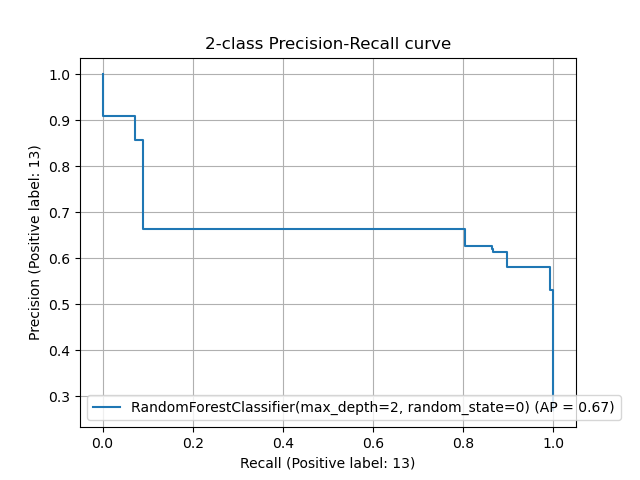 2-class Precision-Recall curve
1.0
0.9
0.8
0.7
0.6
0.5
0.4
0.3
Precision (Positive label: 13)
RandomForestClassifier(max_depth=2, random_state=0) (AP = 0.67)
0.0 0.2 0.4 0.6 0.8 1.0
Recall (Positive label: 13)